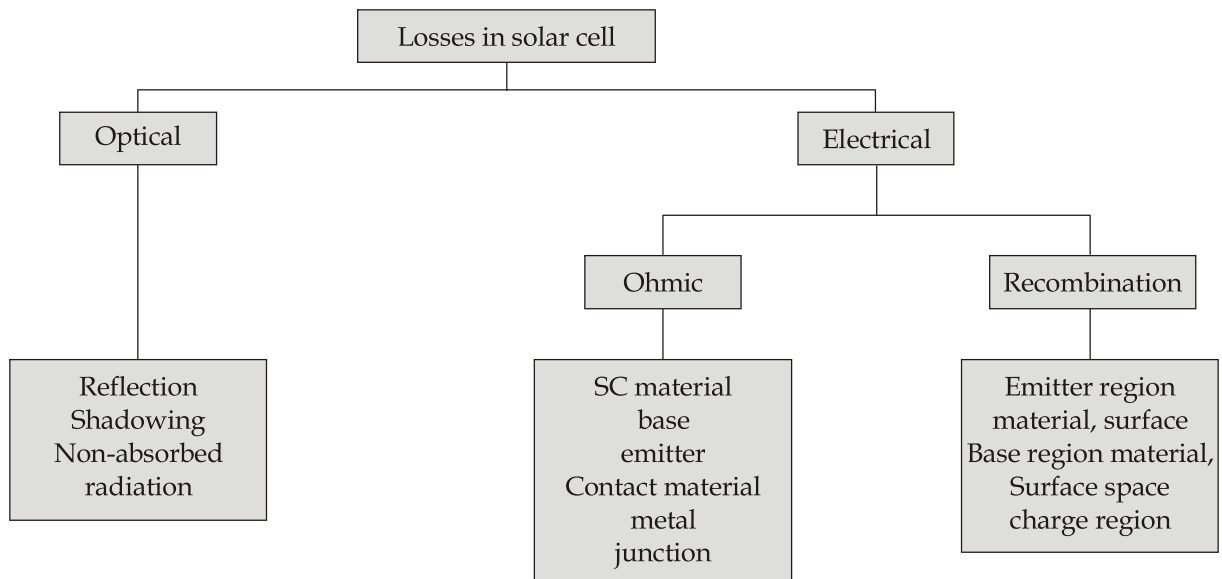 Losses in solar cell
Optical
Electrical
Ohmic
Recombination
Reflection
Shadowing
Non-absorbed
radiation
SC material
base
emitter
Contact material
metal
junction
Emitter region
material, surface
Base region material,
Surface space
charge region